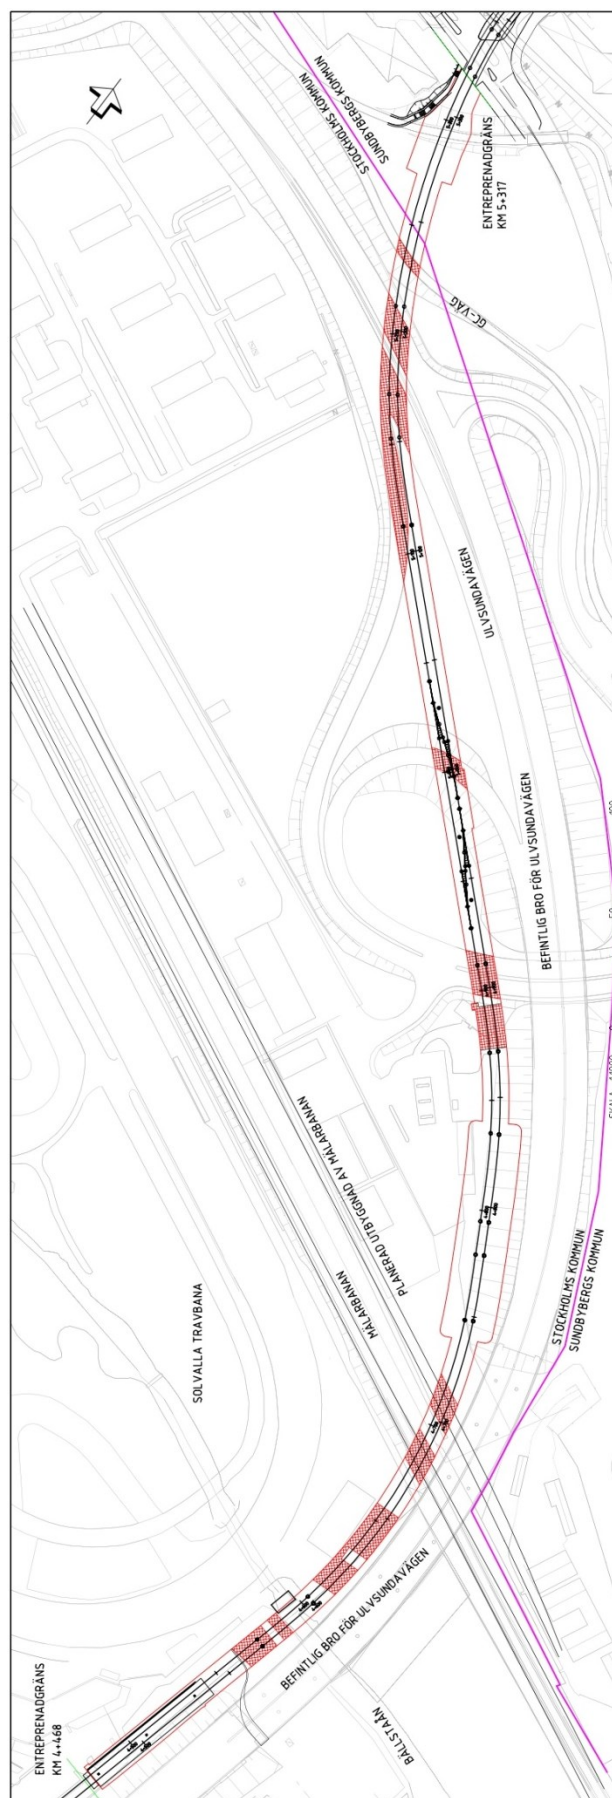 SUNDBYBERGS KOMMUN
STOCKHOLMS KOMMUN
ENTREPRENADGRÄNS
KM 5+317
GC-VÄG
ULVSUNDAVÄGEN
BEFINTLIG BRO FÖR ULVSUNDAVÄGEN
PLANERAD UTBYGGNAD AV MÄLARBANAN
MÄLARBANAN
SOLVALLA TRAVBANA
STOCKHOLMS KOMMUN
SUNDBYBERGS KOMMUN
BEFINTLIG BRO FÖR ULVSUNDAVÄGEN
BÄLLSTAÅN
ENTREPRENADGRÄNS
KM 4+468